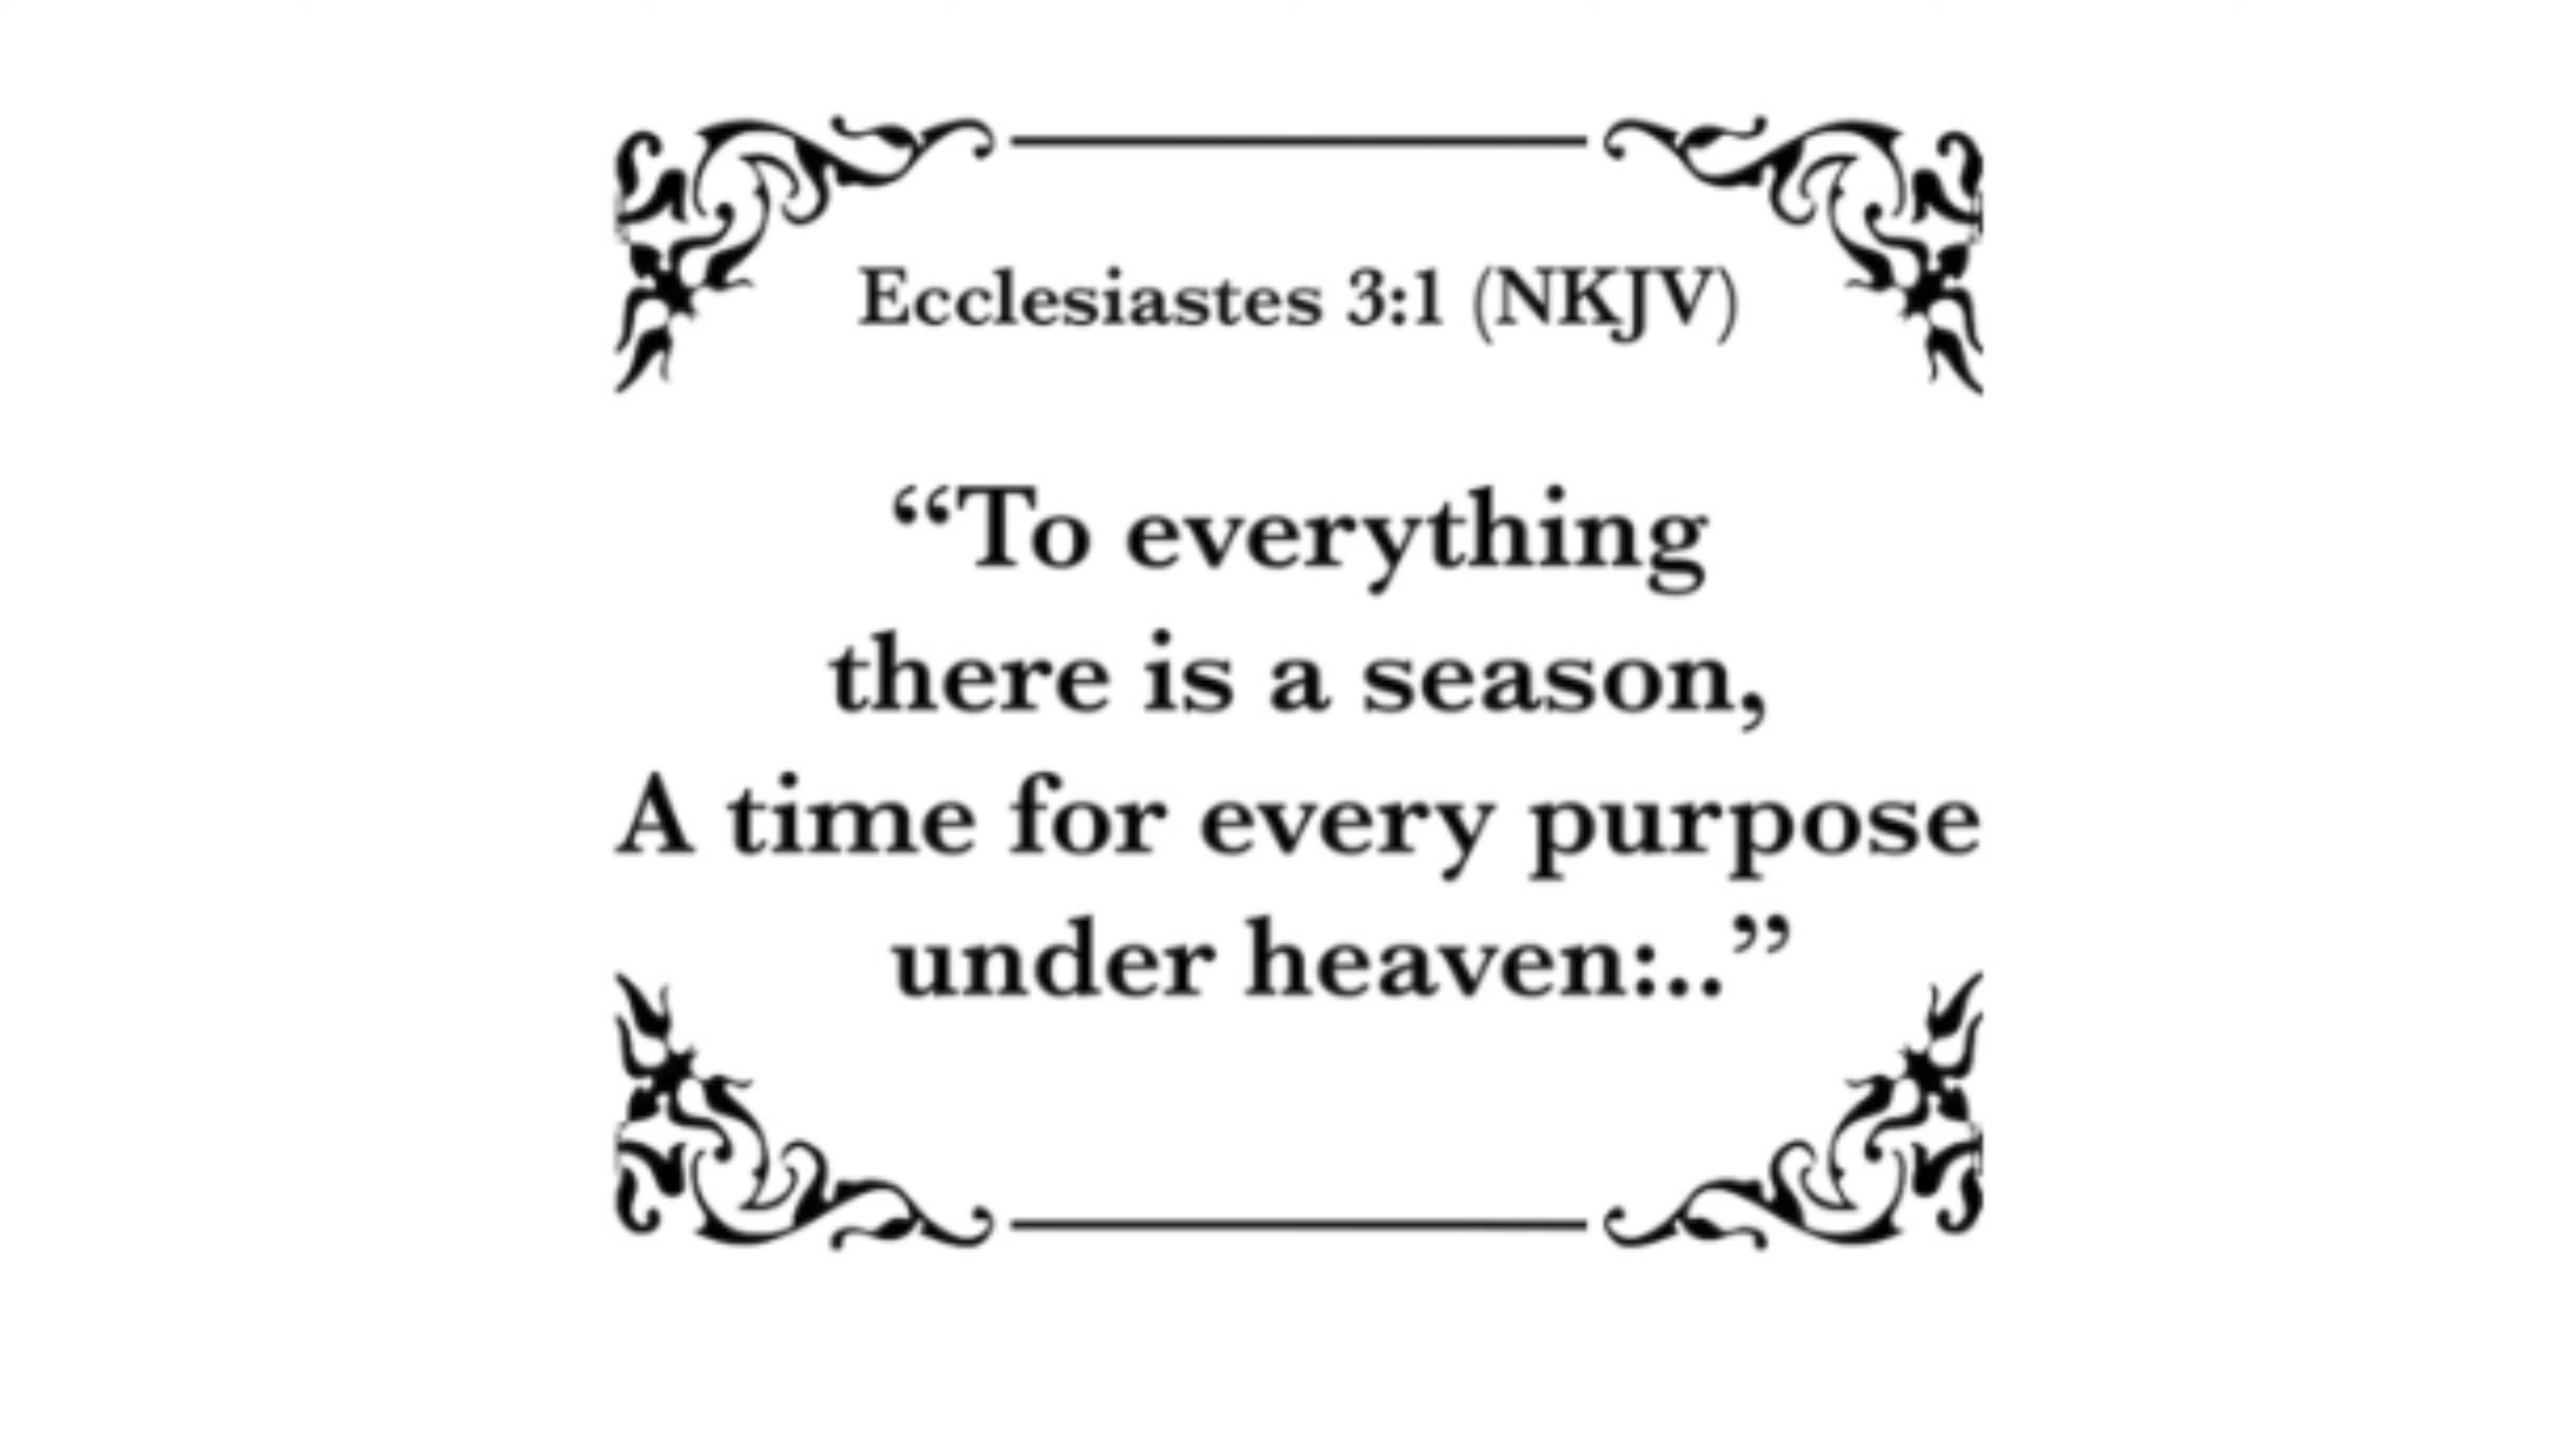 Ecclesiastes 3:1 (NKJV)
“To everything
there is a season,
A time for every purpose
under heaven:..”